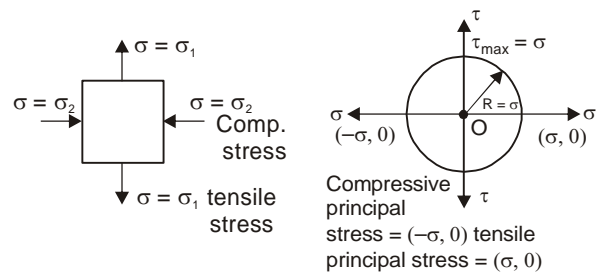 σ = σ₁
σ = σ₂
σ = σ₂
Comp.
stress
σ = σ₁ tensile
stress
τ
τmax = σ
R = σ
σ
σ
O
(−σ, 0)
(σ, 0)
τ
Compressive
principal
stress = (−σ, 0) tensile
principal stress = (σ, 0)